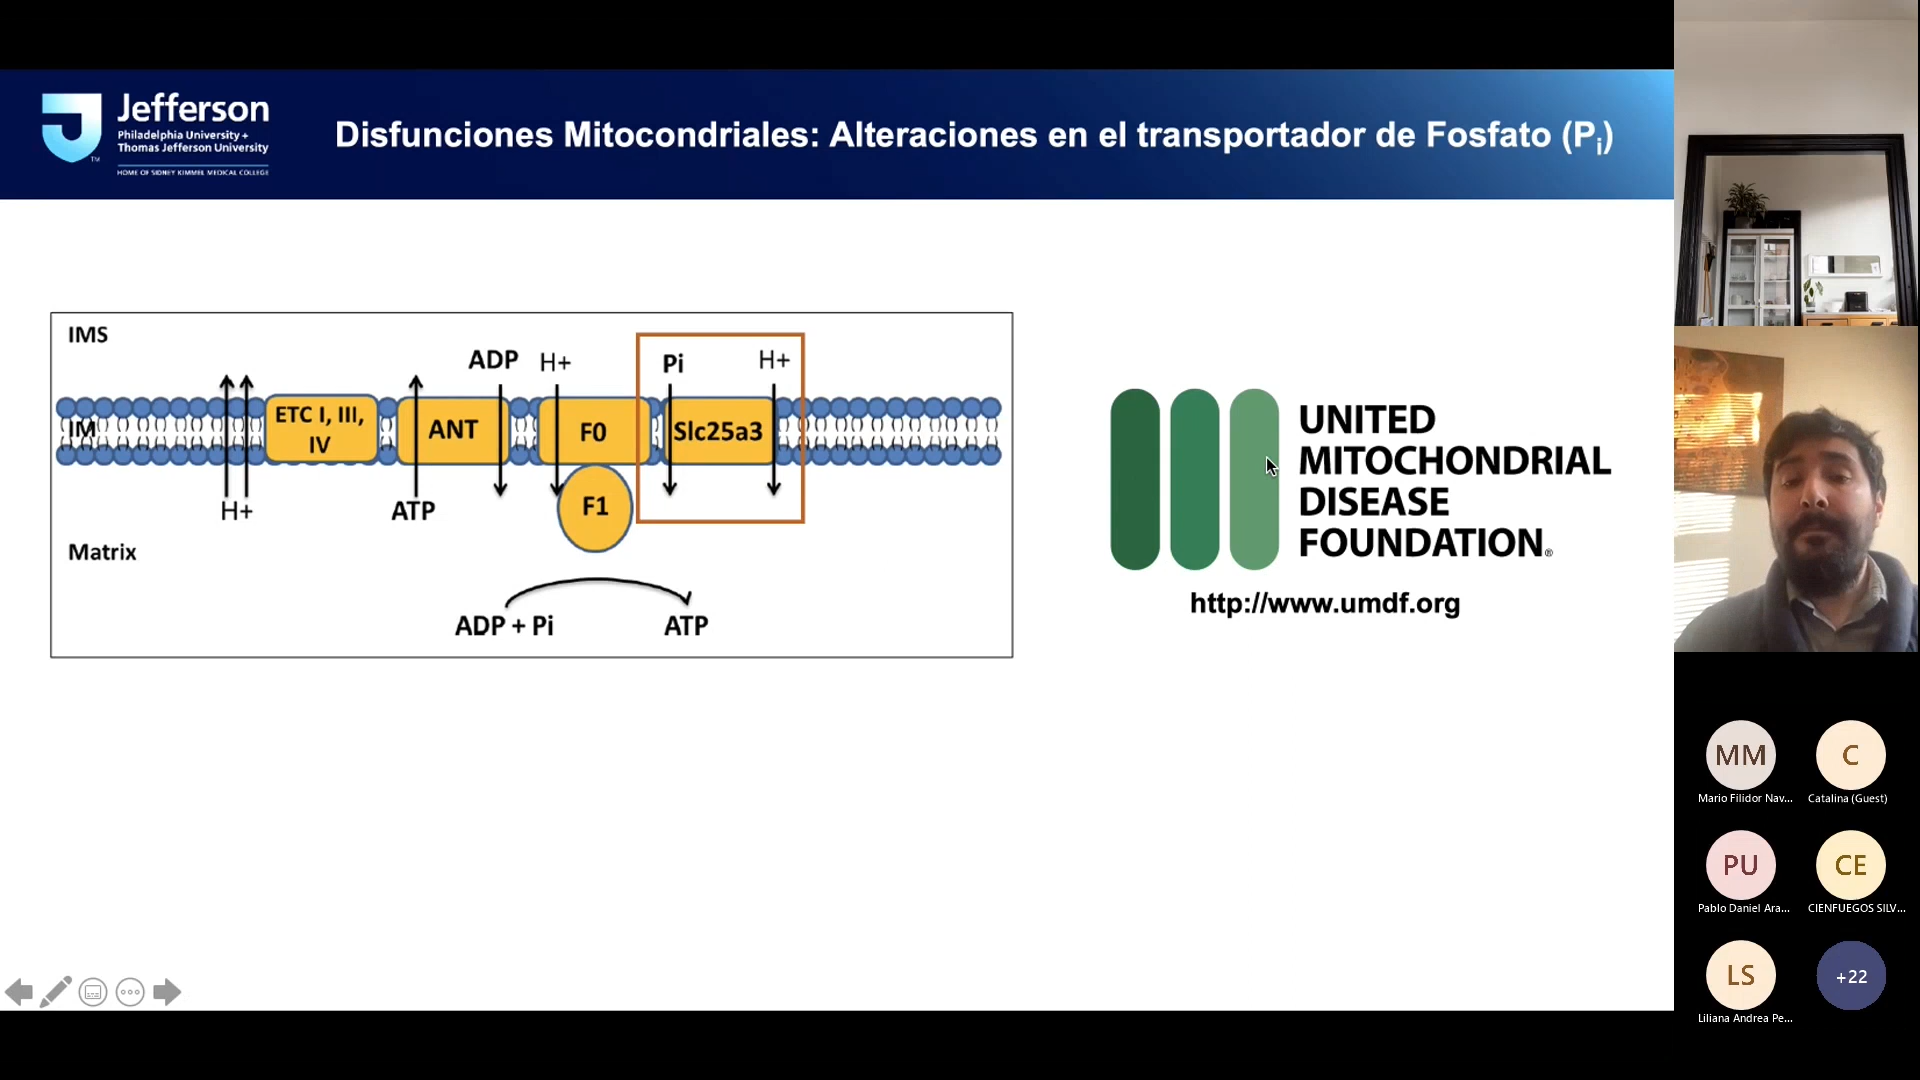 Jefferson
Philadelphia University +
Thomas Jefferson University
TM
HOME OF SIDNEY KIMMEL MEDICAL COLLEGE
Disfunciones Mitocondriales: Alteraciones en el transportador de Fosfato (Pi)
IMS
ADP
H+
Pi
H+
IM
ETC I, III,
IV
ANT
F0
Slc25a3
F1
H+
ATP
Matrix
ADP + Pi
ATP
UNITED
MITOCHONDRIAL
DISEASE
FOUNDATION®
http://www.umdf.org
MM
Mario Filidor Nav...
C
Catalina (Guest)
PU
Pablo Daniel Ara...
CE
CIENFUEGOS SILV...
LS
Liliana Andrea Pe...
+22